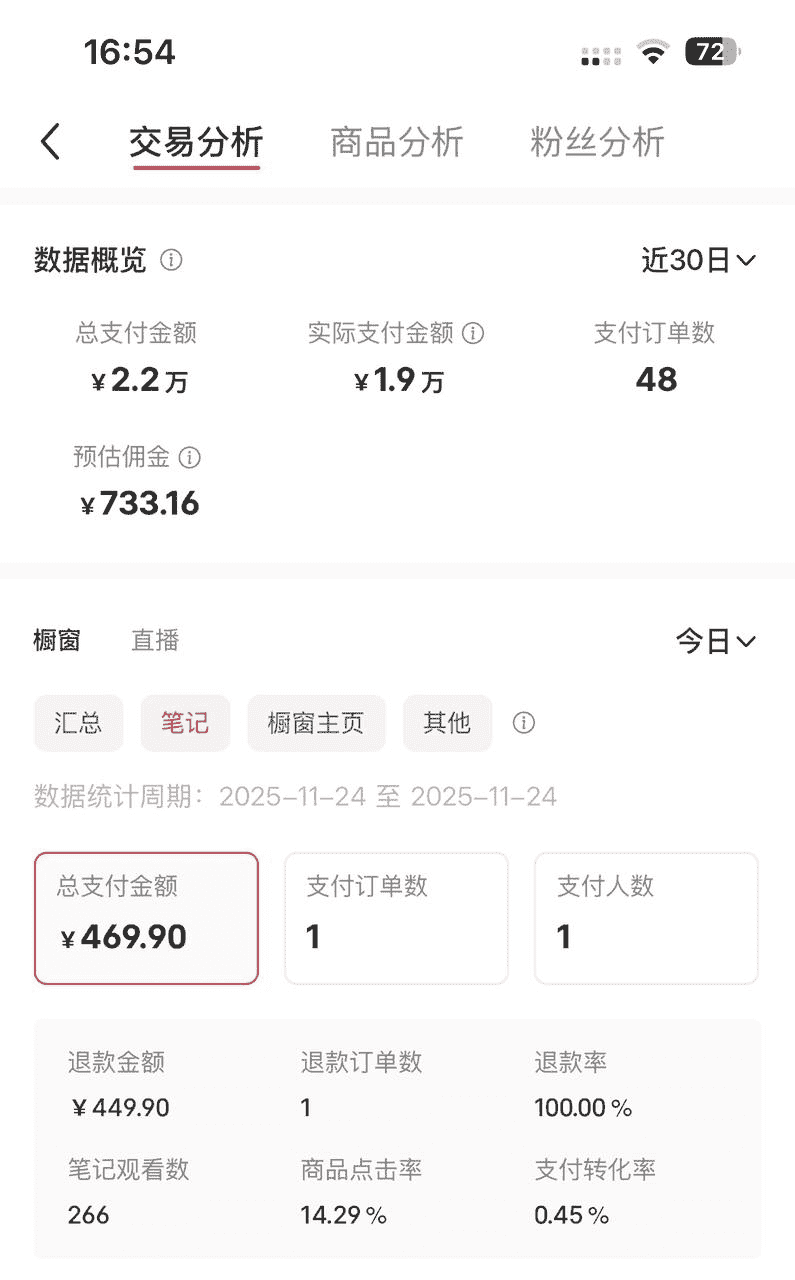 16:54
72
交易分析 商品分析 粉丝分析
数据概览 近30日
总支付金额 实际支付金额 支付订单数
¥2.2万 ¥1.9万 48
预估佣金
¥733.16
橱窗 直播 今日
汇总 笔记 橱窗主页 其他
数据统计周期：2025-11-24 至 2025-11-24
总支付金额 支付订单数 支付人数
¥469.90 1 1
退款金额 退款订单数 退款率
¥449.90 1 100.00%
笔记观看数 商品点击率 支付转化率
266 14.29% 0.45%